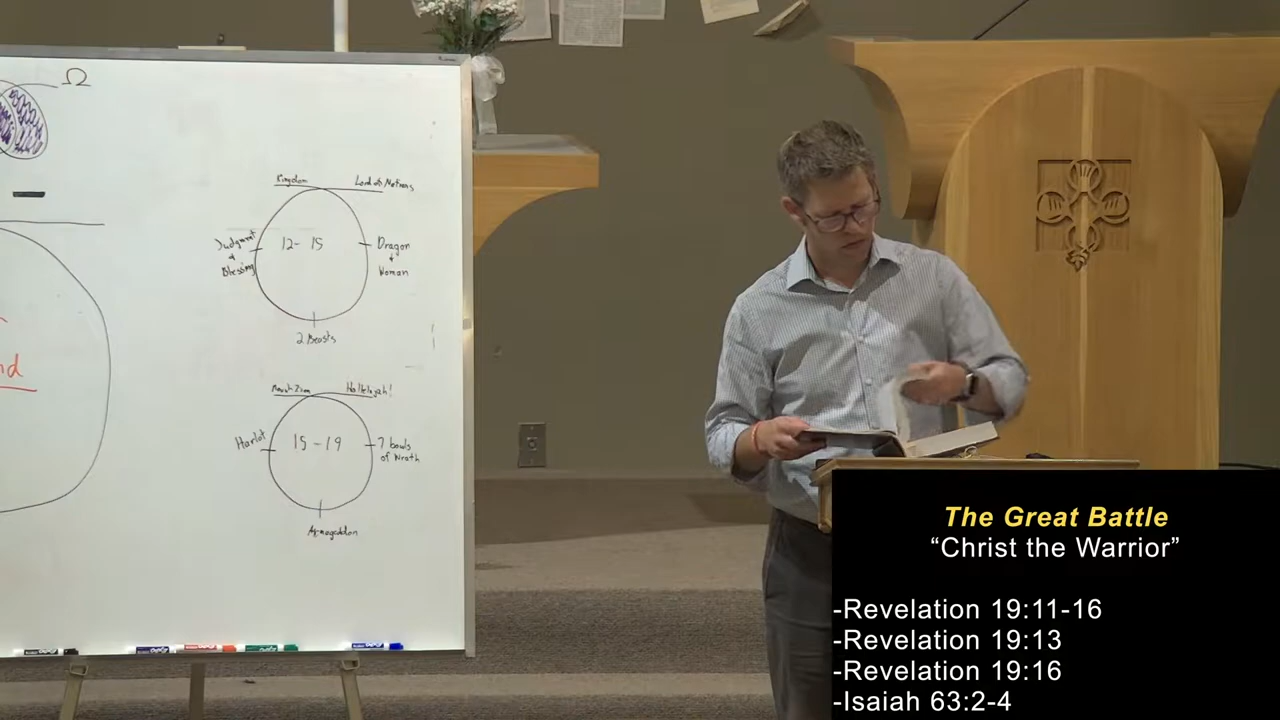 Ω
nd
Kingdom
Lord of Nations
12-15
Judgment
+
Blessing
Dragon
+
Woman
2 Beasts
Mount Zion
Hallelujah!
15-19
Harlot
7 bowls
of Wrath
The Great Battle
“Christ the Warrior”
-Revelation 19:11-16
-Revelation 19:13
-Revelation 19:16
-Isaiah 63:2-4